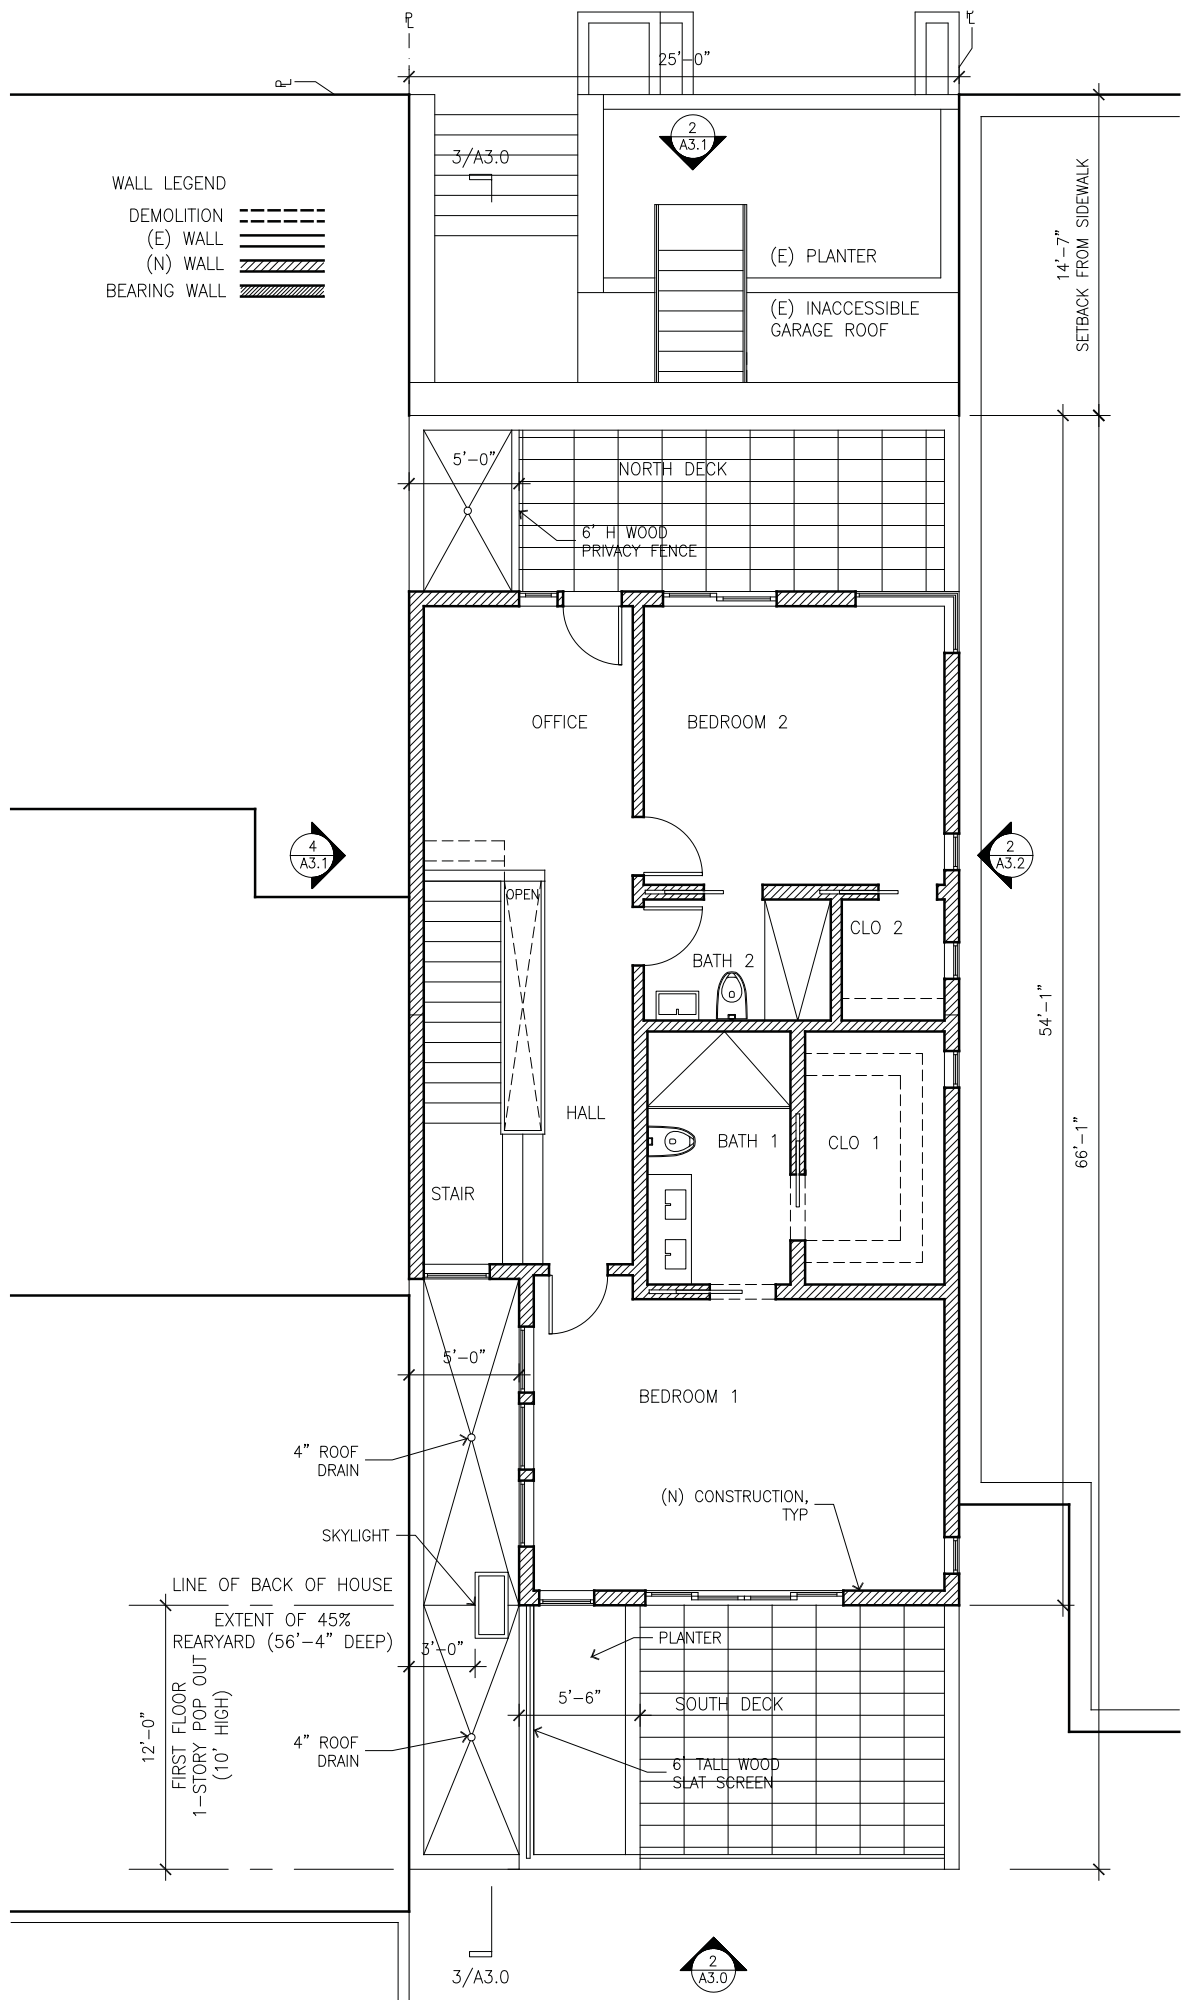 PL
PL
25'-0"
PL
2
A3.1
3/A3.0
WALL LEGEND
DEMOLITION
(E) WALL
(N) WALL
BEARING WALL
(E) PLANTER
(E) INACCESSIBLE
GARAGE ROOF
14'-7"
SETBACK FROM SIDEWALK
5'-0"
NORTH DECK
6' H WOOD
PRIVACY FENCE
OFFICE
BEDROOM 2
4
A3.1
2
A3.2
OPEN
CLO 2
BATH 2
54'-1"
HALL
BATH 1
CLO 1
66'-1"
STAIR
5'-0"
BEDROOM 1
4" ROOF
DRAIN
(N) CONSTRUCTION,
TYP
SKYLIGHT
LINE OF BACK OF HOUSE
EXTENT OF 45%
REARYARD (56'-4" DEEP)
3'-0"
PLANTER
5'-6"
SOUTH DECK
12'-0"
FIRST FLOOR
1-STORY POP OUT
(10' HIGH)
4" ROOF
DRAIN
6' TALL WOOD
SLAT SCREEN
3/A3.0
2
A3.0